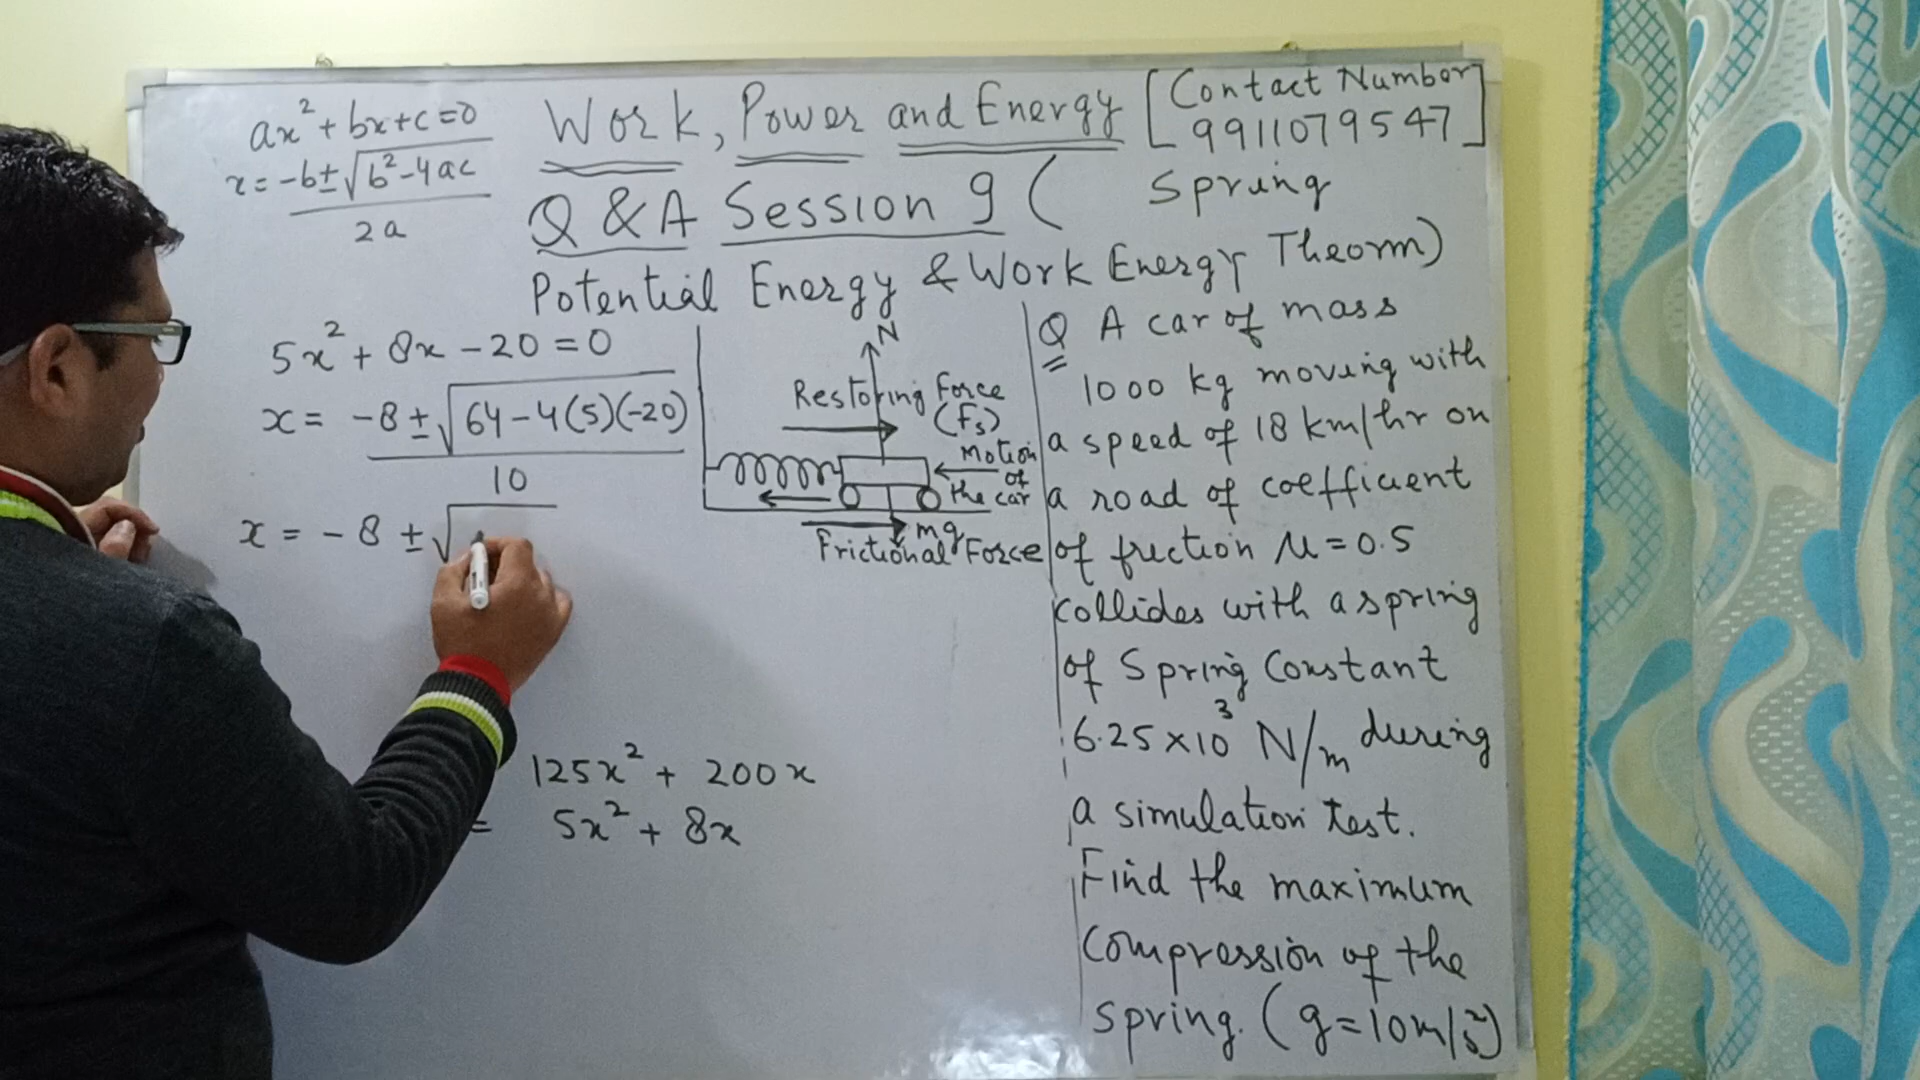 ax² + bx + c = 0
x = -b ± √b² - 4ac
2a
Work, Power and Energy
[Contact Number
9911079547]
Q & A Session 9 ( Spring
Potential Energy & Work Energy Theorm)
5x² + 8x - 20 = 0
x = -8 ± √64 - 4(5)(-20)
10
x = -8 ± √
125x² + 200x
= 5x² + 8x
N
Restoring Force
(Fs)
Motion
of
the car
mg
Frictional Force
Q A car of mass
1000 kg moving with
a speed of 18 km/hr on
a road of coefficient
of friction μ = 0.5
collides with a spring
of Spring Constant
6.25 × 10³ N/m during
a simulation test.
Find the maximum
compression of the
spring. (g = 10 m/s²)